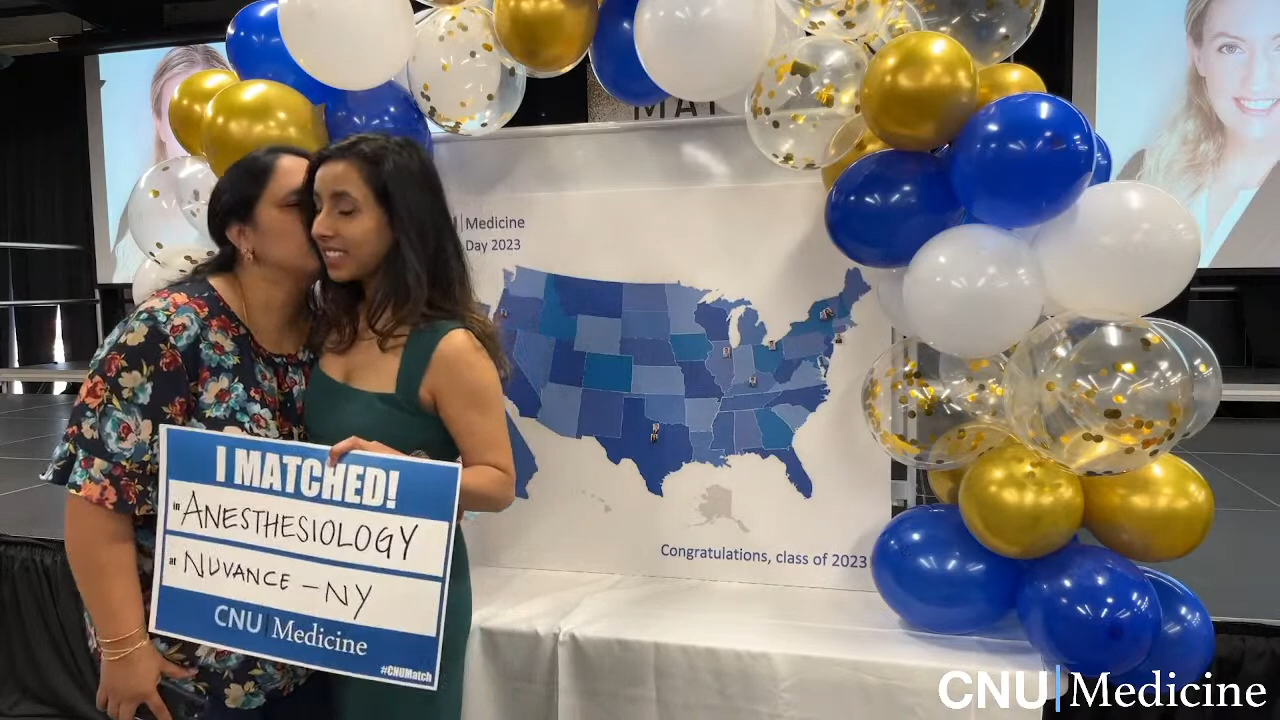 MAT
Medicine
Day 2023
I MATCHED!
in ANESTHESIOLOGY
at NUVANCE – NY
CNU | Medicine
#CNUMatch
Congratulations, class of 2023
CNU | Medicine